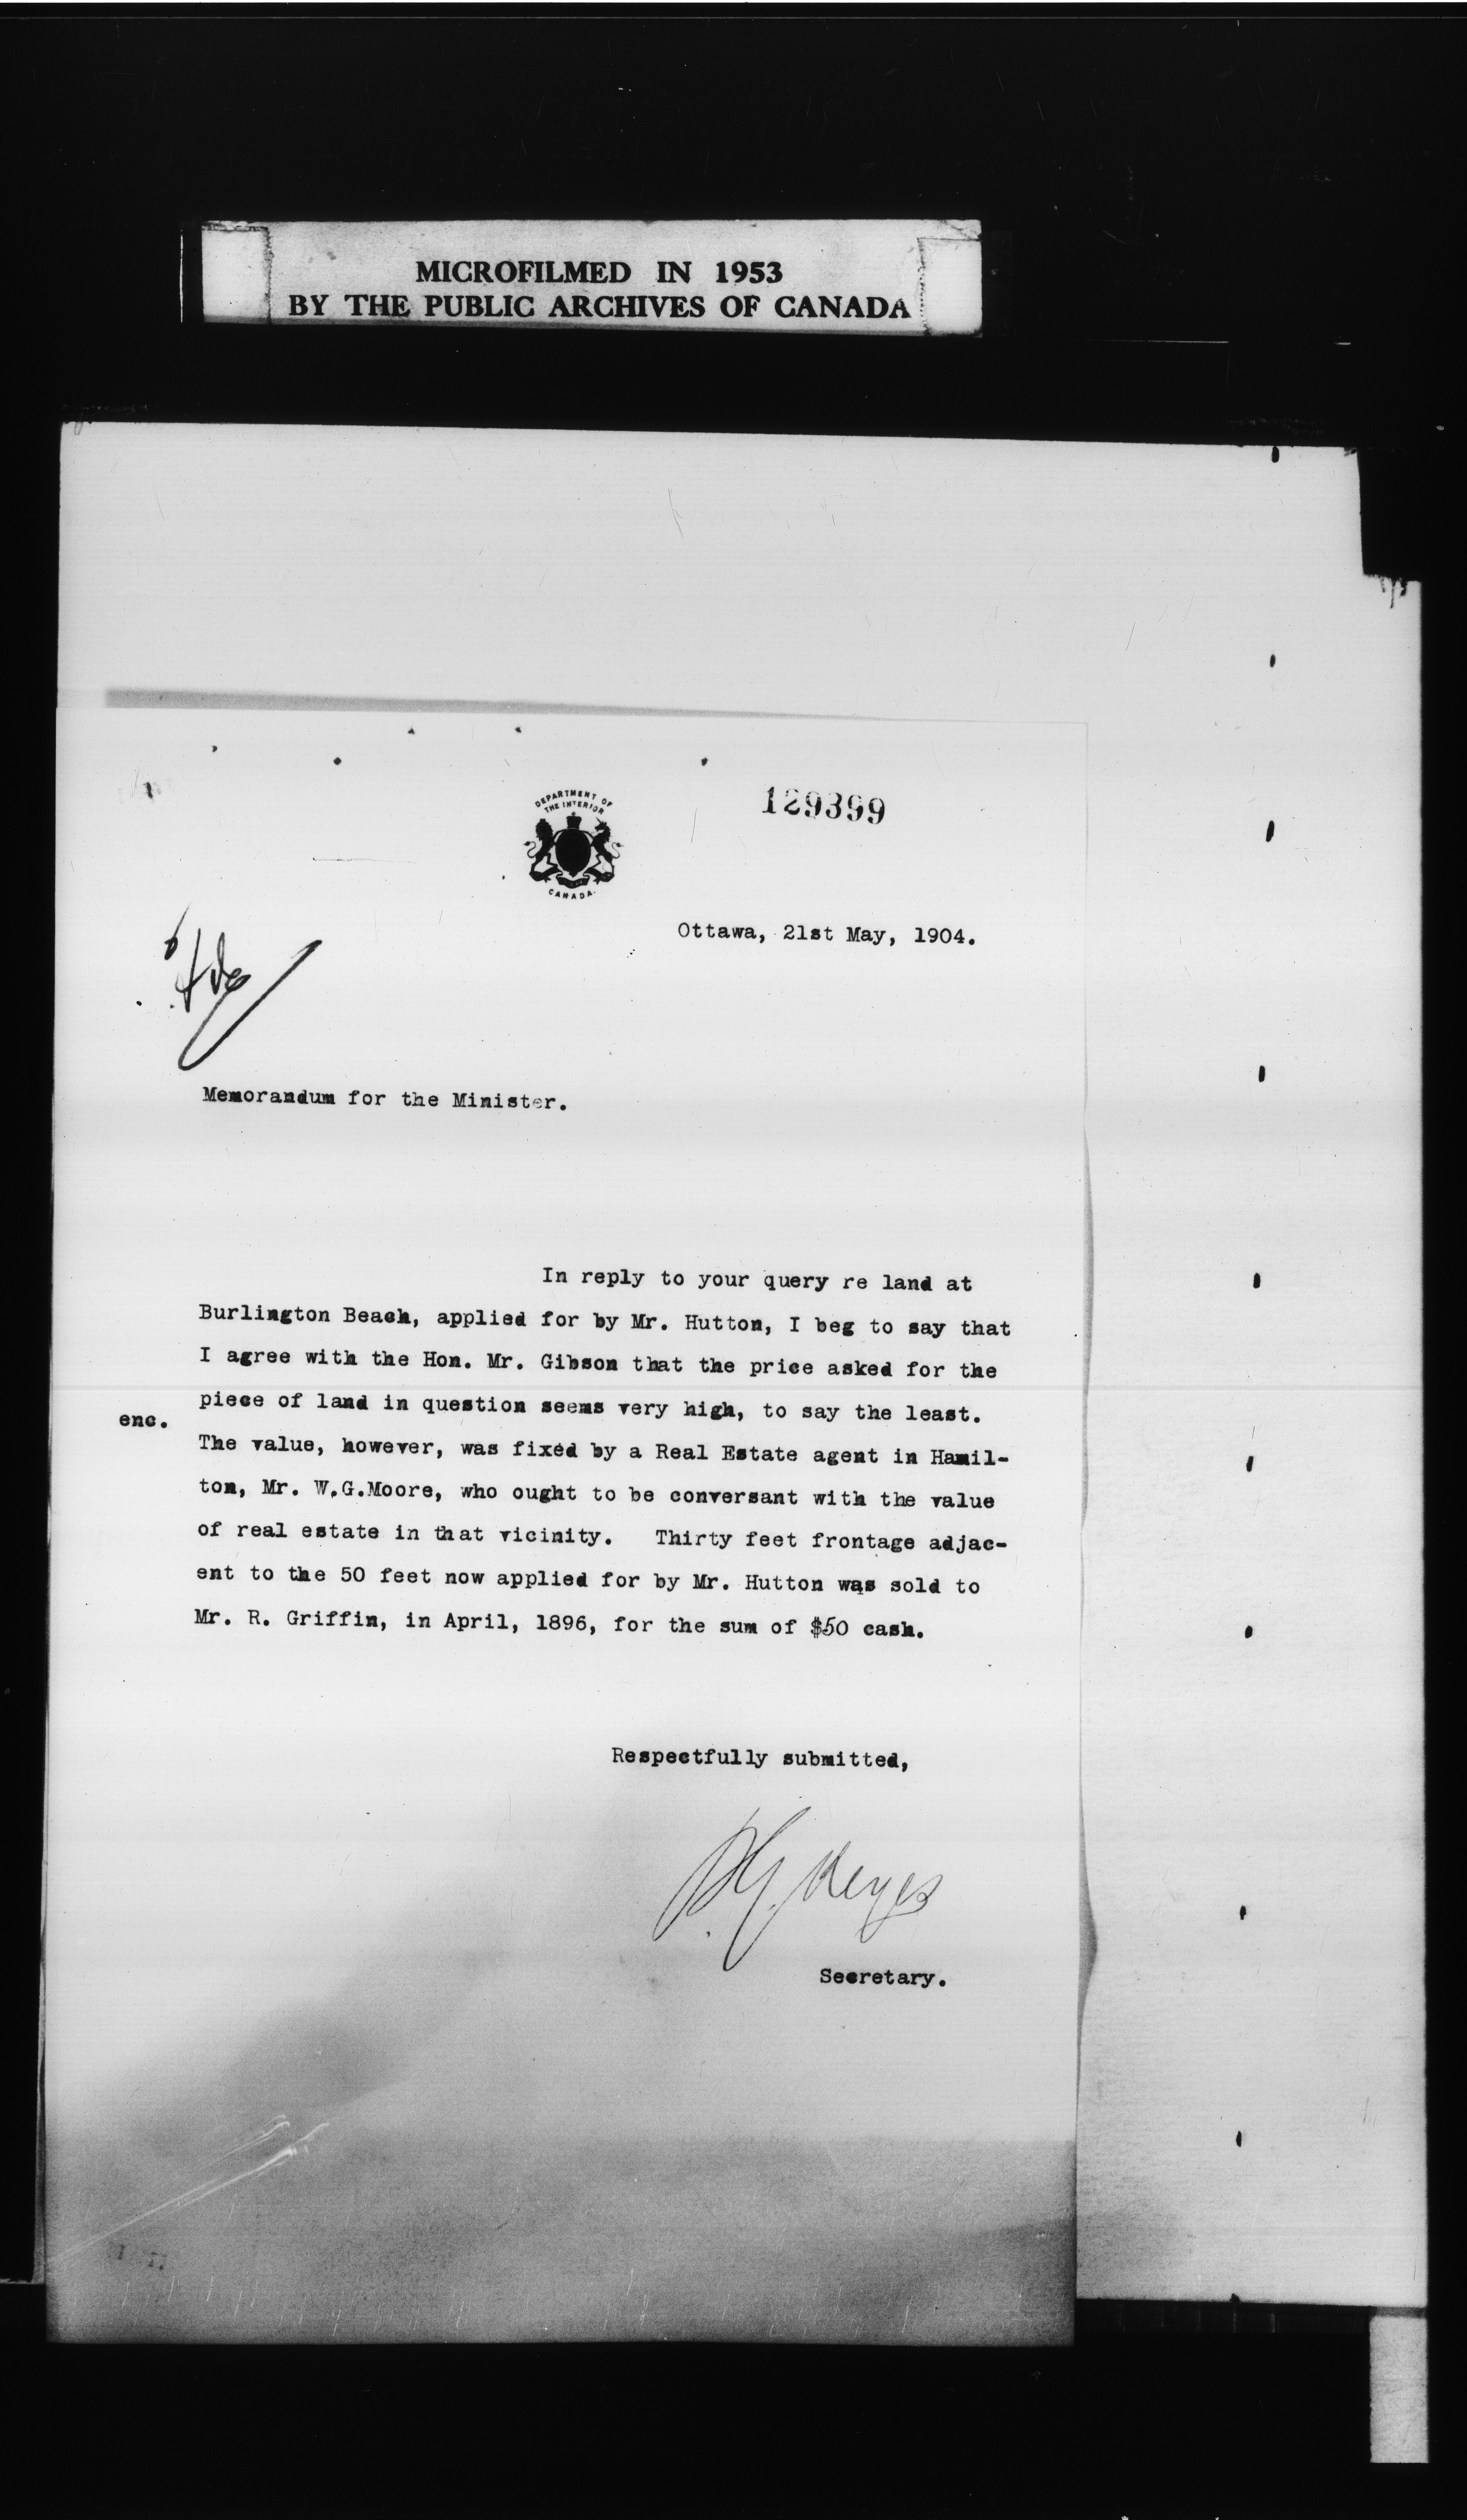 MICROFILMED IN 1953
BY THE PUBLIC ARCHIVES OF CANADA
DEPARTMENT OF
THE INTERIOR
CANADA.
129399
Ottawa, 21st May, 1904.
Memorandum for the Minister.
In reply to your query re land at
Burlington Beach, applied for by Mr. Hutton, I beg to say that
I agree with the Hon. Mr. Gibson that the price asked for the
piece of land in question seems very high, to say the least.
enc.
The value, however, was fixed by a Real Estate agent in Hamil-
ton, Mr. W.G.Moore, who ought to be conversant with the value
of real estate in that vicinity. Thirty feet frontage adjac-
ent to the 50 feet now applied for by Mr. Hutton was sold to
Mr. R. Griffin, in April, 1896, for the sum of $50 cash.
Respectfully submitted,
Keyes
Secretary.